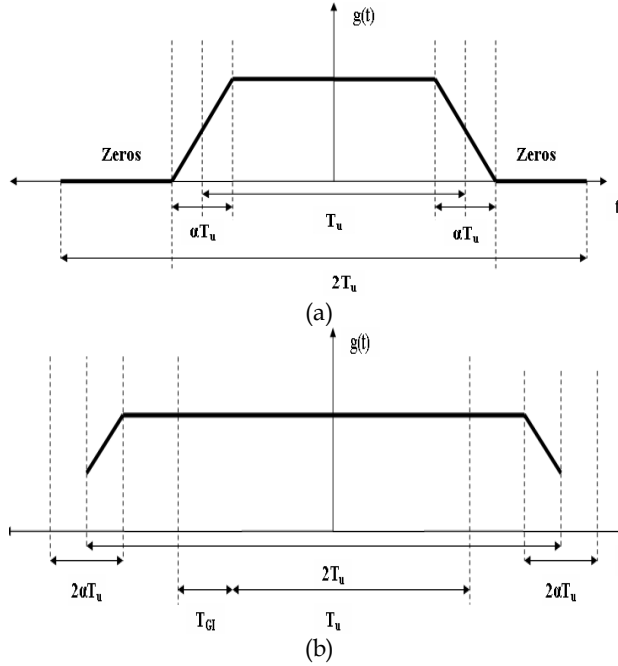 g(t)
Zeros
Zeros
t
αTu
Tu
αTu
2Tu
(a)
g(t)
2αTu
2Tu
2αTu
TGI
Tu
(b)